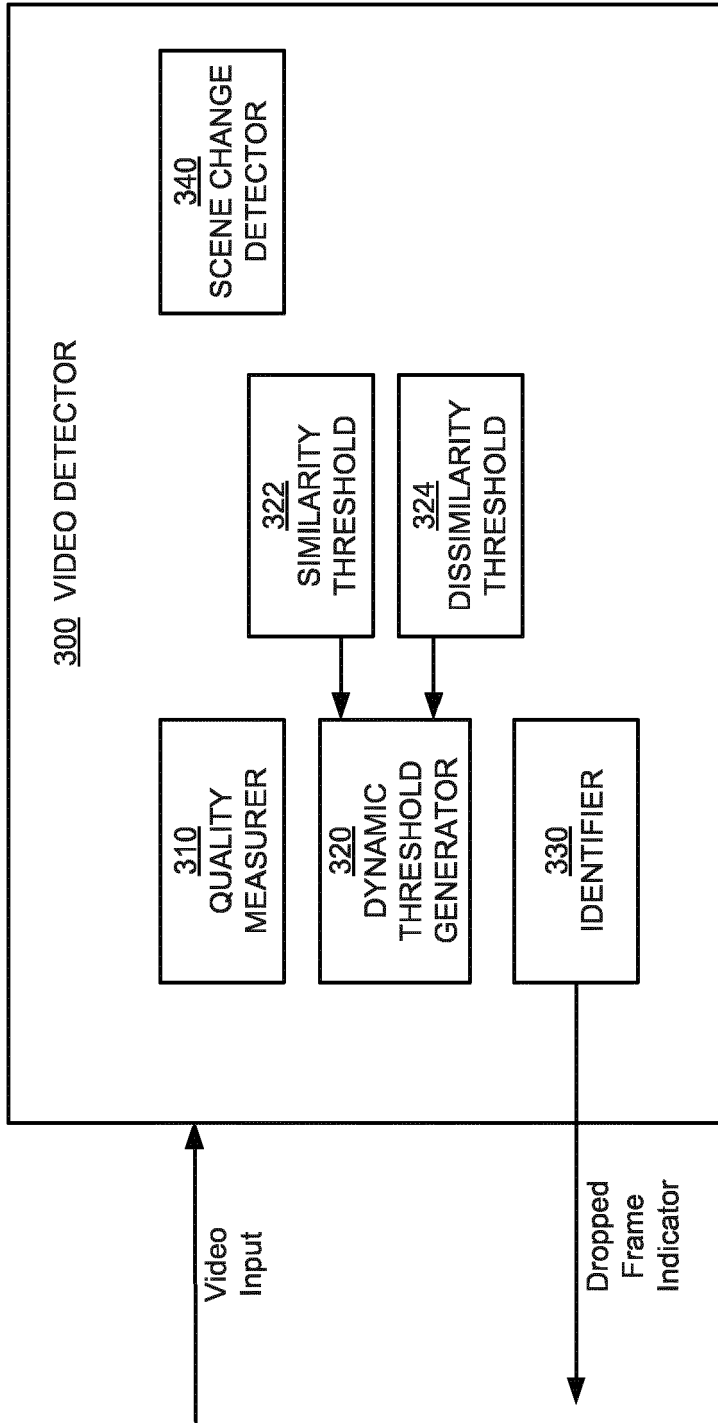 300 VIDEO DETECTOR
Video
Input
310
QUALITY
MEASURER
340
SCENE CHANGE
DETECTOR
320
DYNAMIC
THRESHOLD
GENERATOR
322
SIMILARITY
THRESHOLD
324
DISSIMILARITY
THRESHOLD
330
IDENTIFIER
Dropped
Frame
Indicator